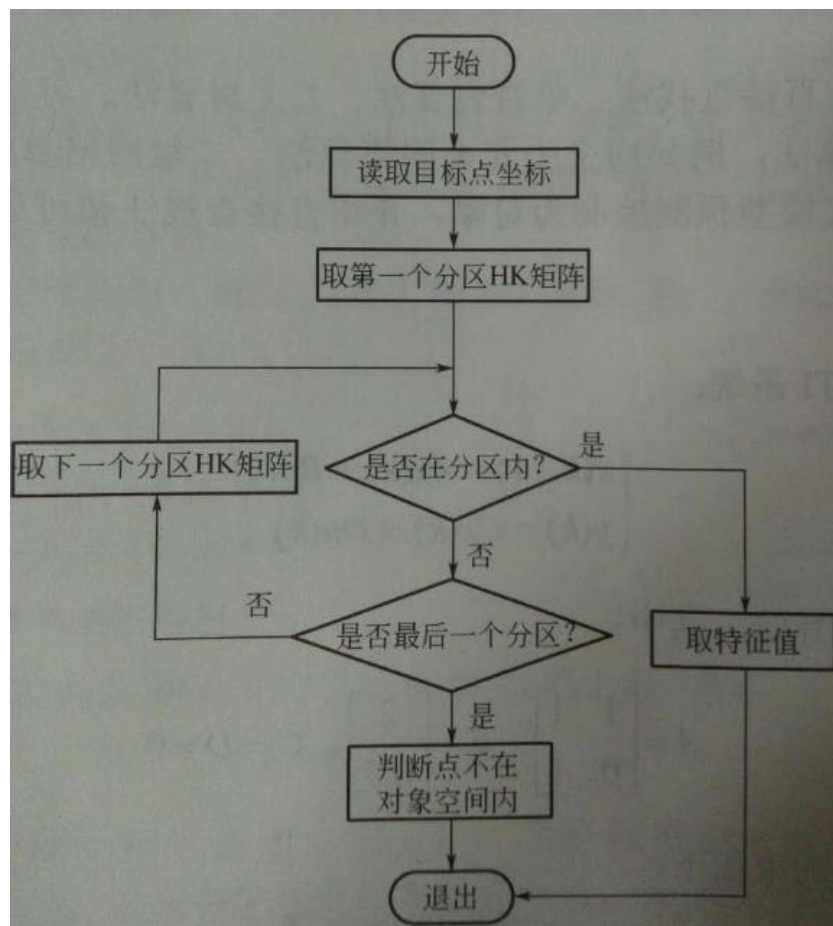 开始
读取目标点坐标
取第一个分区HK矩阵
取下一个分区HK矩阵
是否在分区内?
是
否
否
是否最后一个分区?
取特征值
是
判断点不在
对象空间内
退出